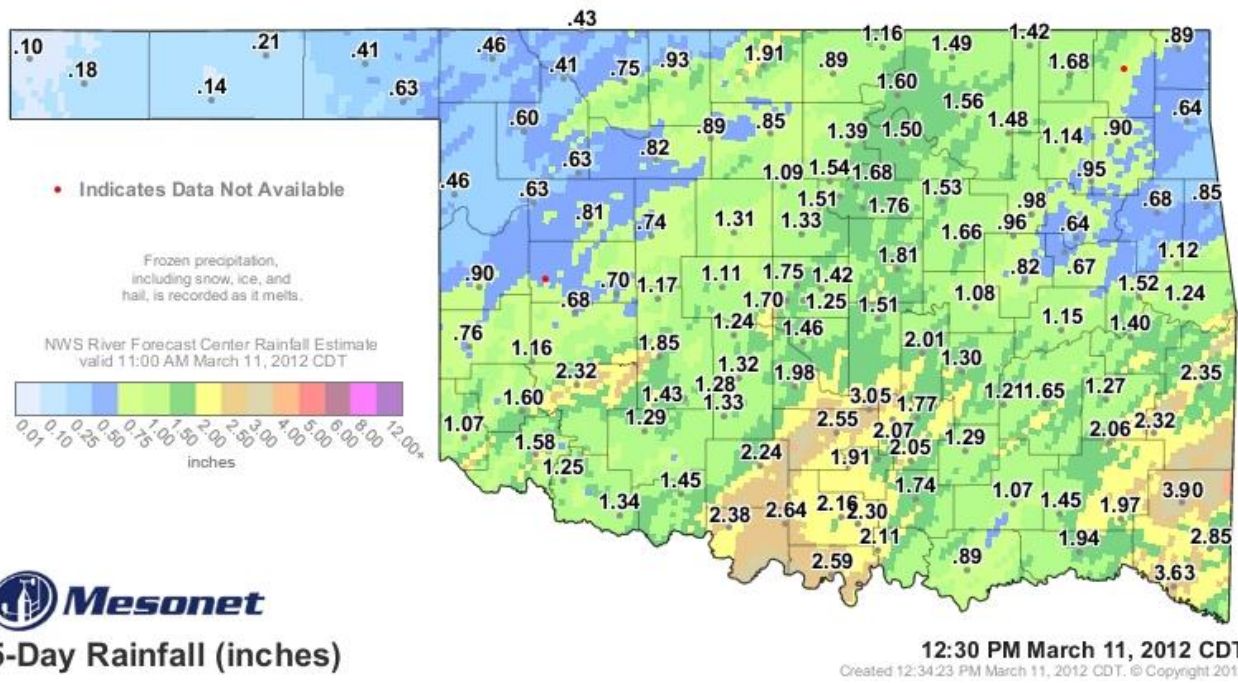 .43
.10 .21 .41 .46 .41 .75 .93 1.91 .89 1.16 1.49 1.42 1.68 .89
.18 .14 .63 1.60 .64
.60 .89 .85 1.39 1.50 1.56 1.48 1.14 .90
.82 .63 1.09 1.54 1.68 .95
.46 .63 1.51 1.76 1.53 .98 .68 .85
.81 .74 1.31 1.33 1.66 .96 .64
1.81 1.12
.90 .70 1.17 1.11 1.75 1.42 .82 .67 1.52 1.24
.68 1.70 1.25 1.51 1.08
.76 1.24 1.46 1.15 1.40
1.16 1.85 2.01 1.30
2.32 1.32 1.98 2.35
1.60 1.43 1.28 1.33 3.05 1.77 1.21 1.65 1.27
1.07 1.29 2.55 2.07 2.06 2.32
1.58 2.24 1.91 2.05 1.29
1.25 1.45 1.74 1.07 1.45 3.90
1.34 2.38 2.64 2.16 2.30 1.97
2.11 1.94 2.85
2.59 .89 3.63
Indicates Data Not Available
Frozen precipitation,
including snow, ice, and
hail, is recorded as it melts.
NWS River Forecast Center Rainfall Estimate
valid 11:00 AM March 11, 2012 CDT
0.01 0.10 0.25 0.50 0.75 1.00 1.50 2.00 2.50 3.00 4.00 5.00 6.00 8.00 12.00+
inches
Mesonet
5-Day Rainfall (inches)
12:30 PM March 11, 2012 CDT
Created 12:34:23 PM March 11, 2012 CDT. © Copyright 201